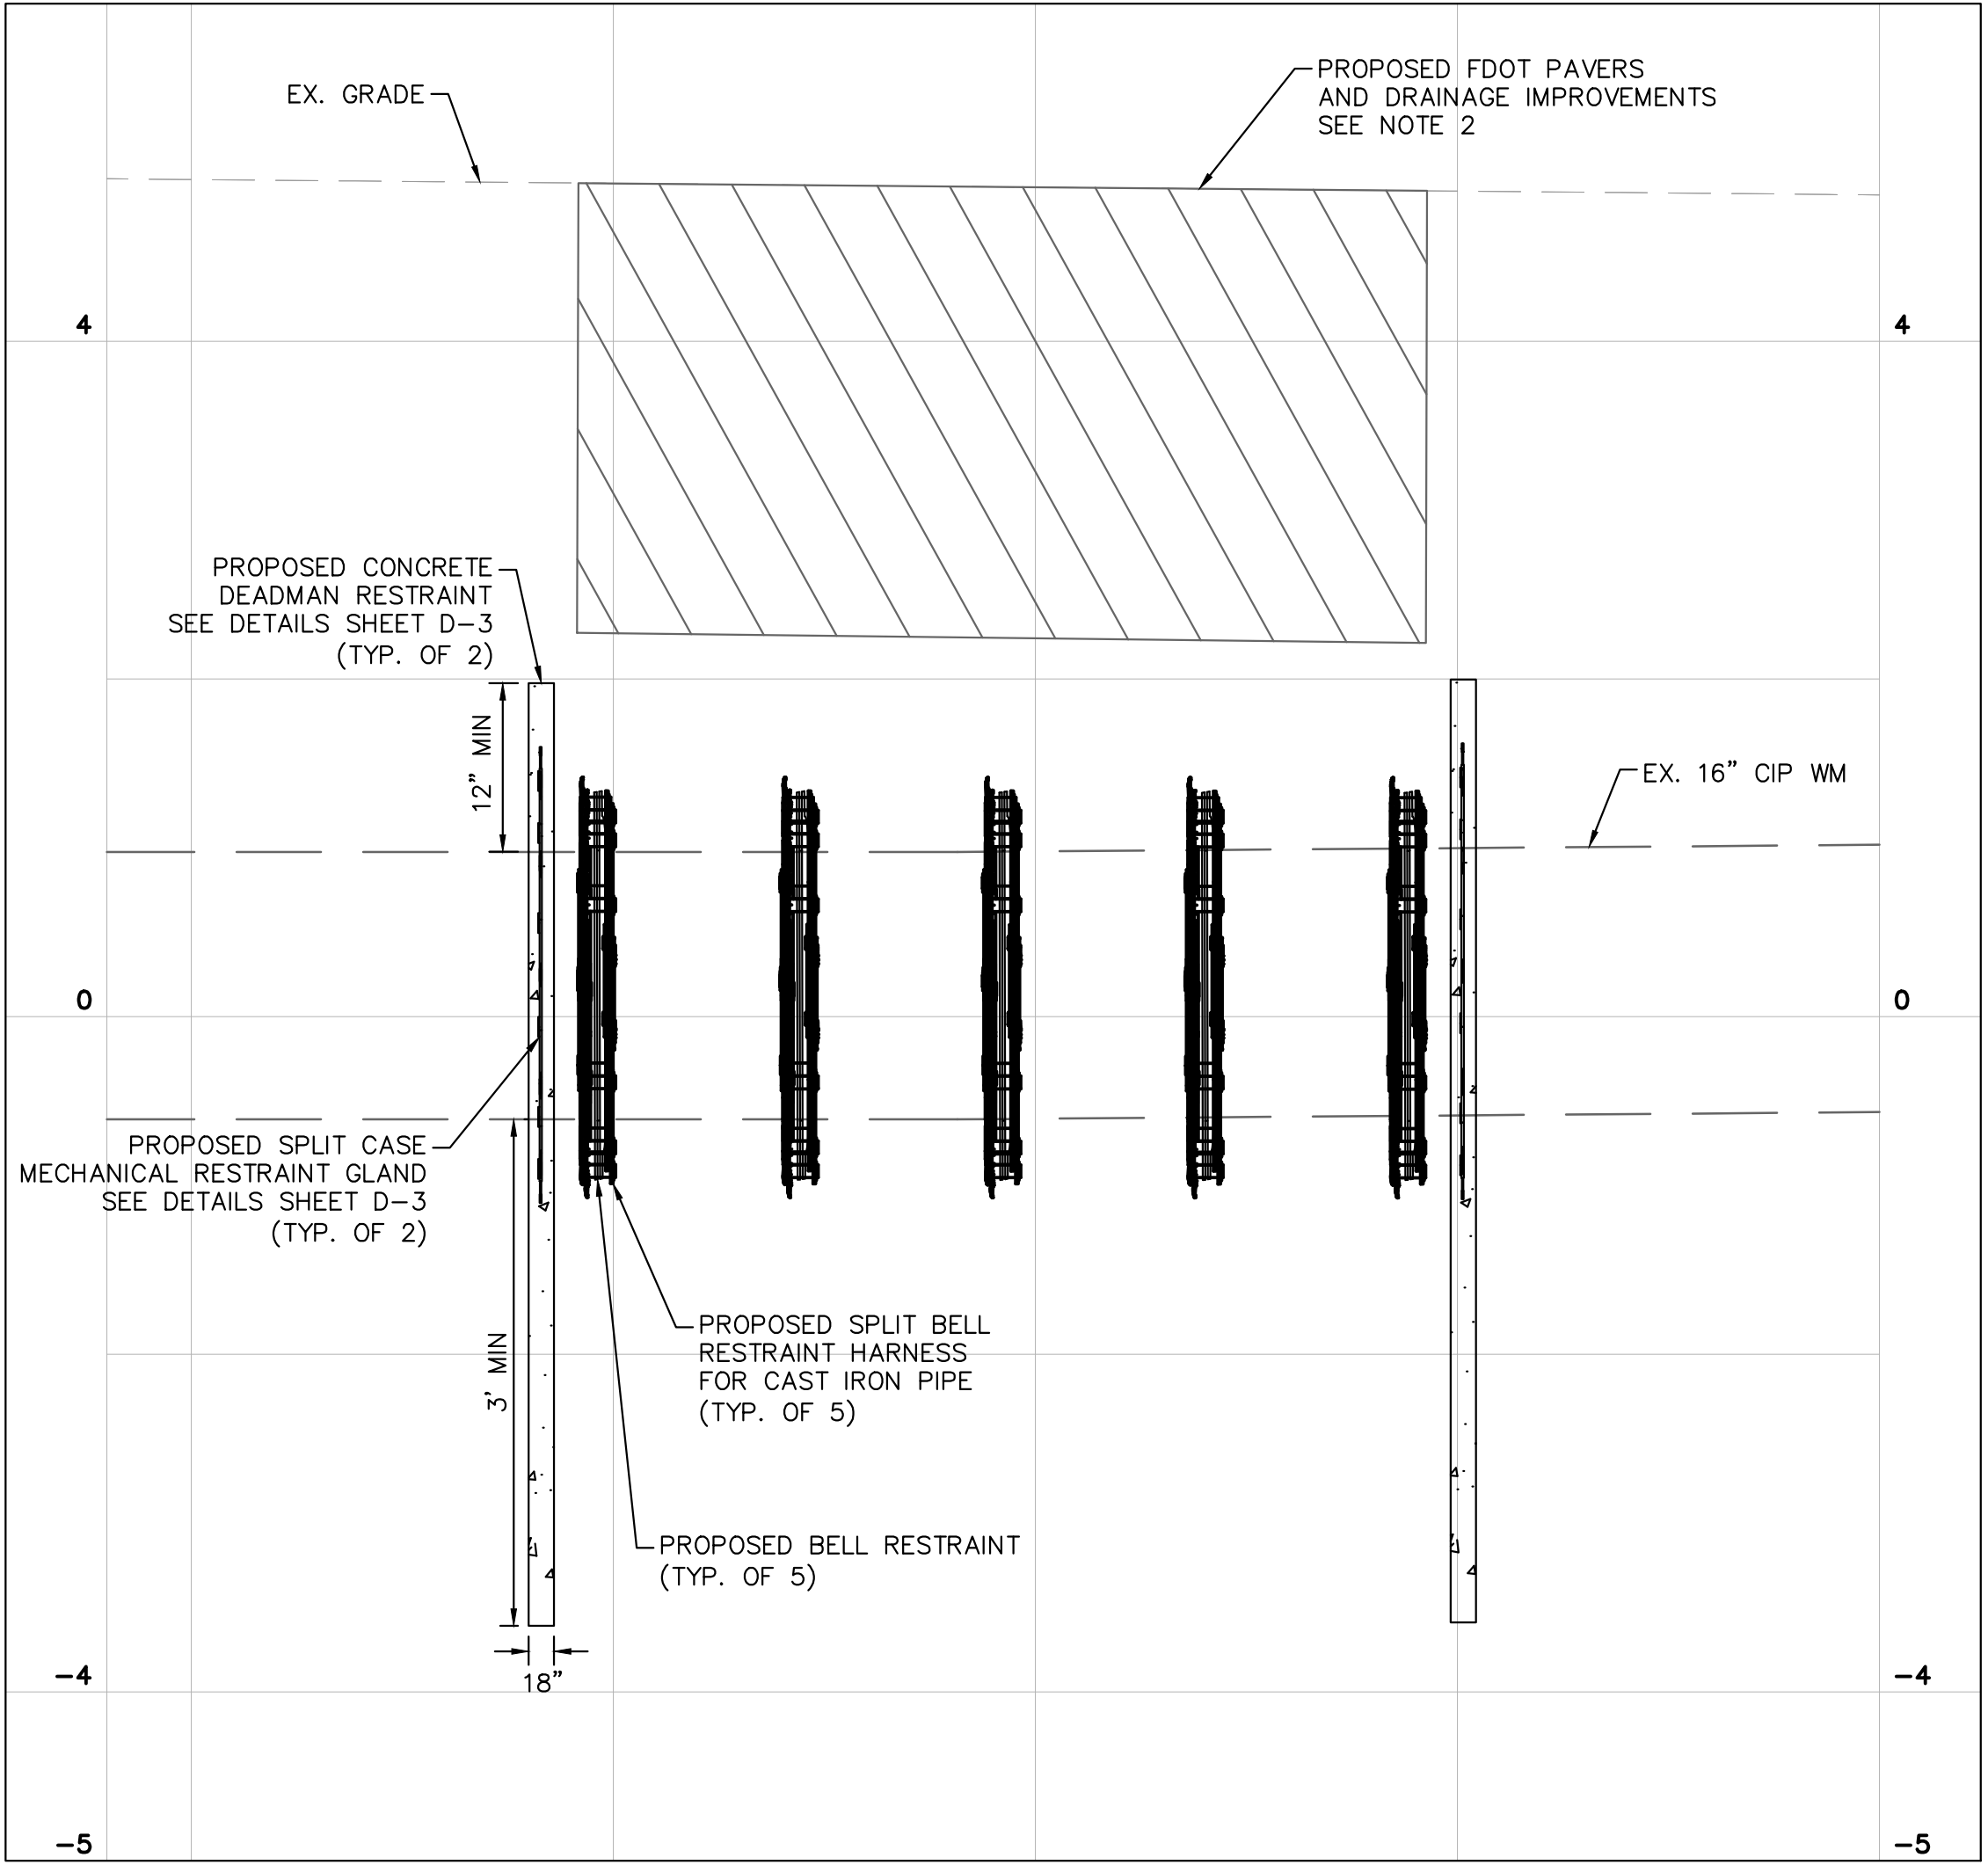 EX. GRADE
PROPOSED FDOT PAVERS
AND DRAINAGE IMPROVEMENTS
SEE NOTE 2
4
4
PROPOSED CONCRETE
DEADMAN RESTRAINT
SEE DETAILS SHEET D-3
(TYP. OF 2)
12" MIN
EX. 16" CIP WM
0
0
PROPOSED SPLIT CASE
MECHANICAL RESTRAINT GLAND
SEE DETAILS SHEET D-3
(TYP. OF 2)
3' MIN
PROPOSED SPLIT BELL
RESTRAINT HARNESS
FOR CAST IRON PIPE
(TYP. OF 5)
PROPOSED BELL RESTRAINT
(TYP. OF 5)
18"
-4
-4
-5
-5